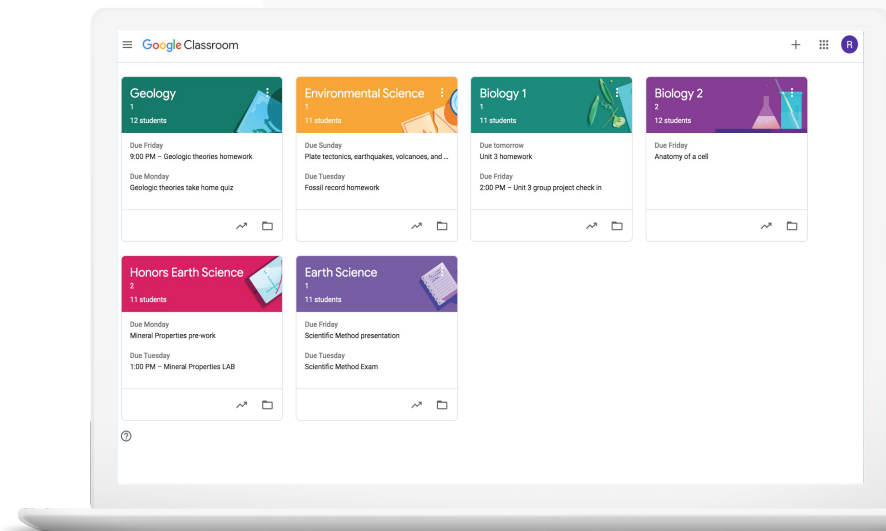 Google Classroom
R
Geology
1
12 students
Due Friday
9:00 PM – Geologic theories homework
Due Monday
Geologic theories take home quiz
Environmental Science
1
11 students
Due Sunday
Plate tectonics, earthquakes, volcanoes, and ...
Due Tuesday
Fossil record homework
Biology 1
1
11 students
Due tomorrow
Unit 3 homework
Due Friday
2:00 PM – Unit 3 group project check in
Biology 2
2
12 students
Due Friday
Anatomy of a cell
Honors Earth Science
2
11 students
Due Monday
Mineral Properties pre-work
Due Tuesday
1:00 PM – Mineral Properties LAB
Earth Science
1
11 students
Due Friday
Scientific Method presentation
Due Tuesday
Scientific Method Exam
?